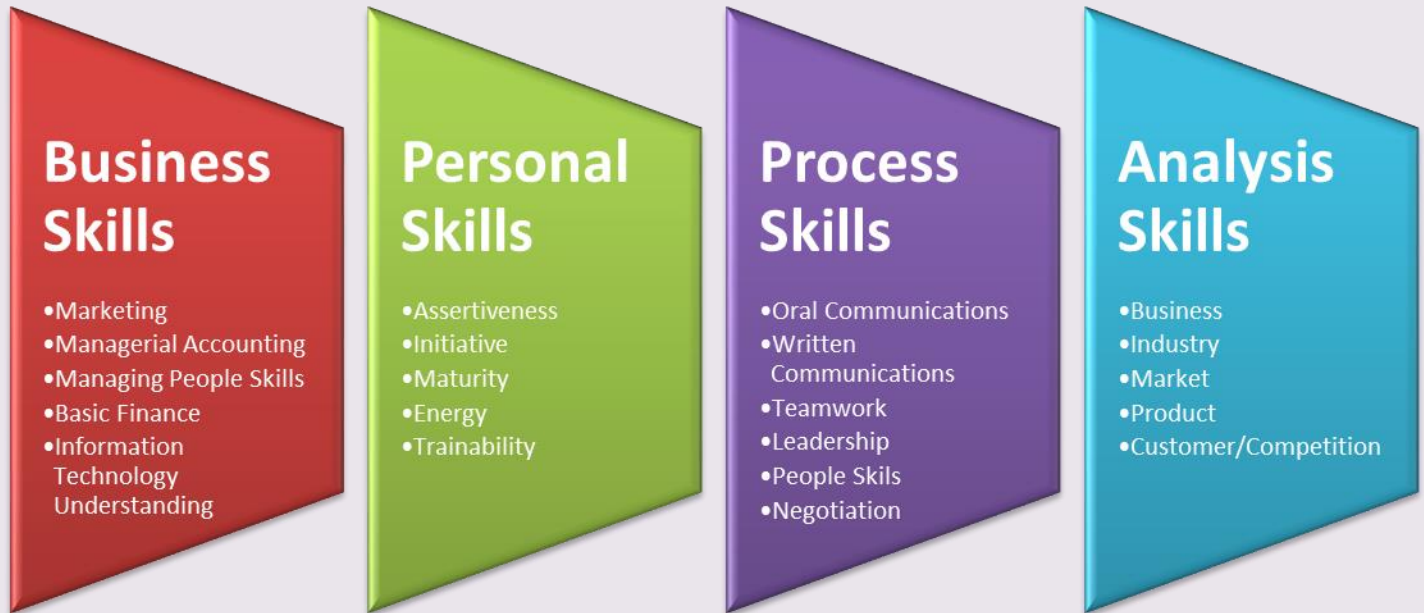 Business
Skills
•Marketing
•Managerial Accounting
•Managing People Skills
•Basic Finance
•Information
Technology
Understanding
Personal
Skills
•Assertiveness
•Initiative
•Maturity
•Energy
•Trainability
Process
Skills
•Oral Communications
•Written
Communications
•Teamwork
•Leadership
•People Skils
•Negotiation
Analysis
Skills
•Business
•Industry
•Market
•Product
•Customer/Competition